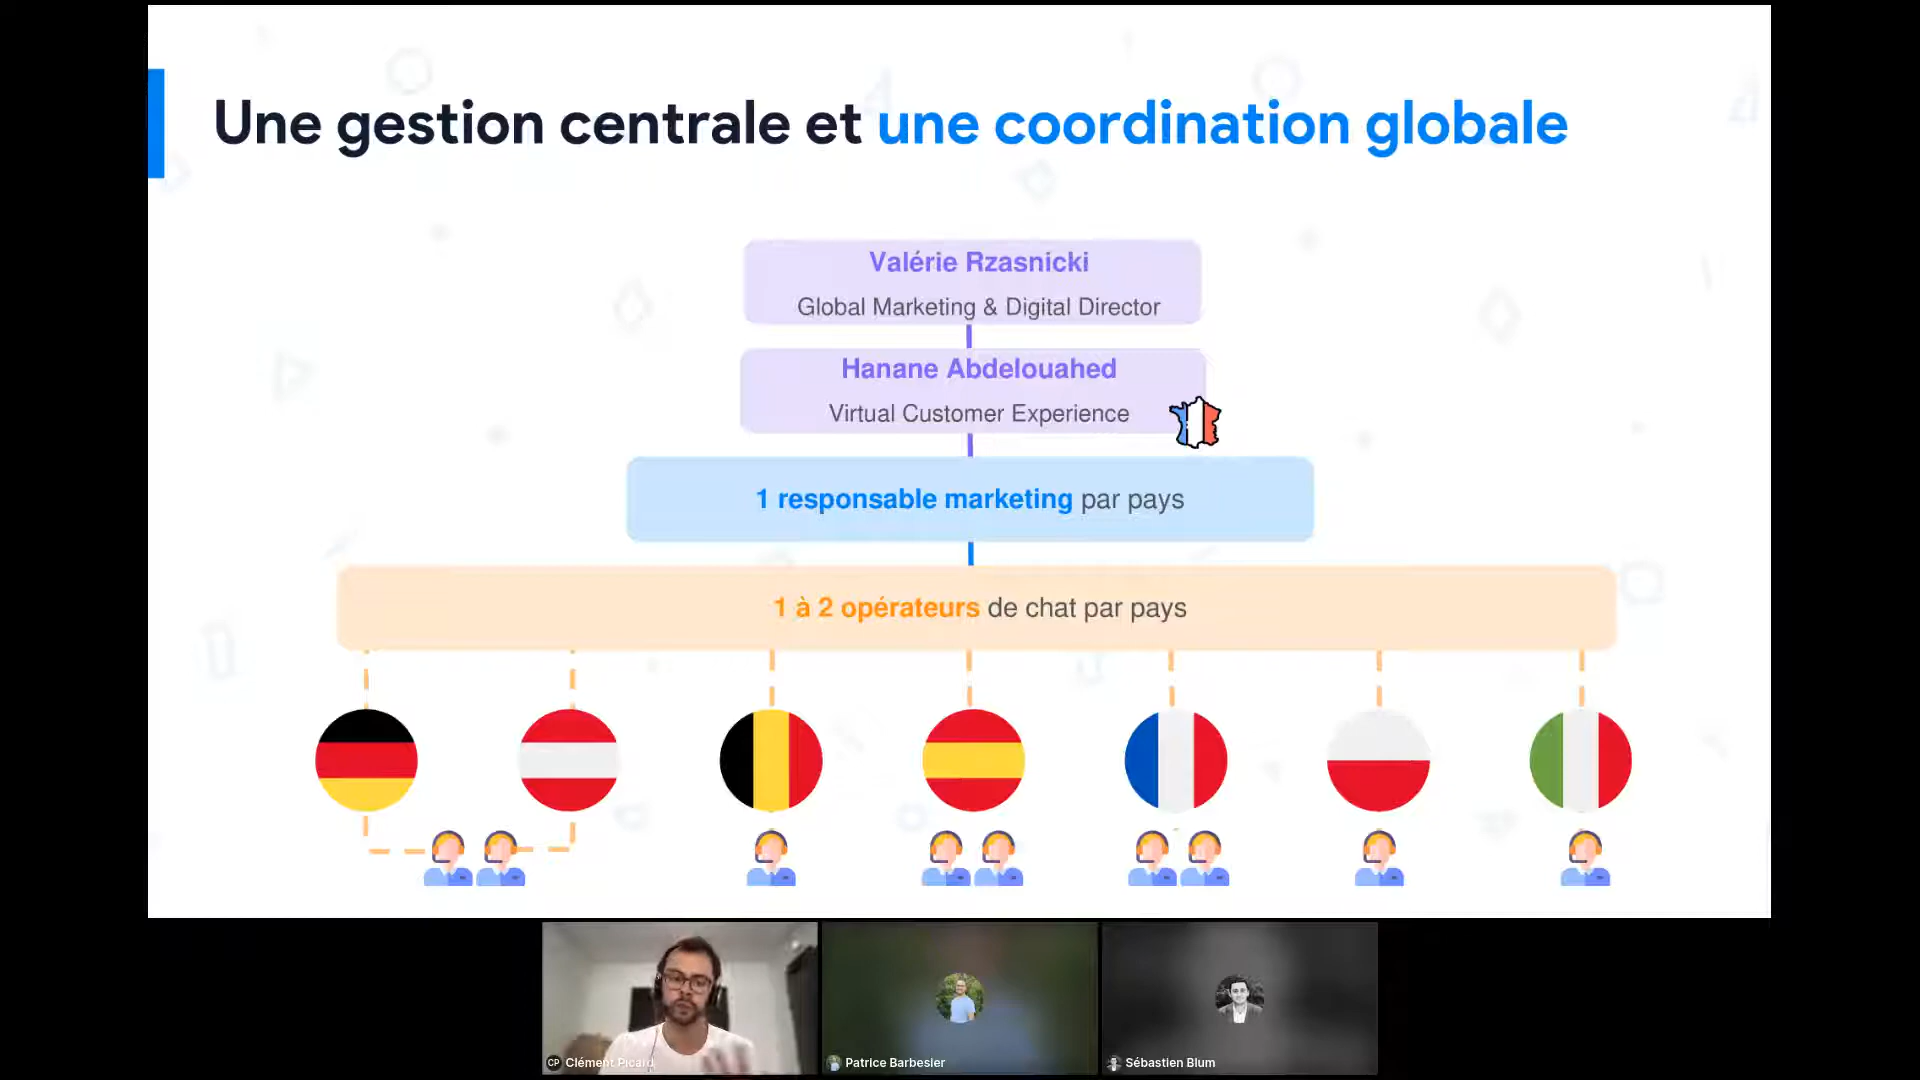 Une gestion centrale et une coordination globale
Valérie Rzasnicki
Global Marketing & Digital Director
Hanane Abdelouahed
Virtual Customer Experience
1 responsable marketing par pays
1 à 2 opérateurs de chat par pays
CP Clément Picard
Patrice Barbesier
Sébastien Blum